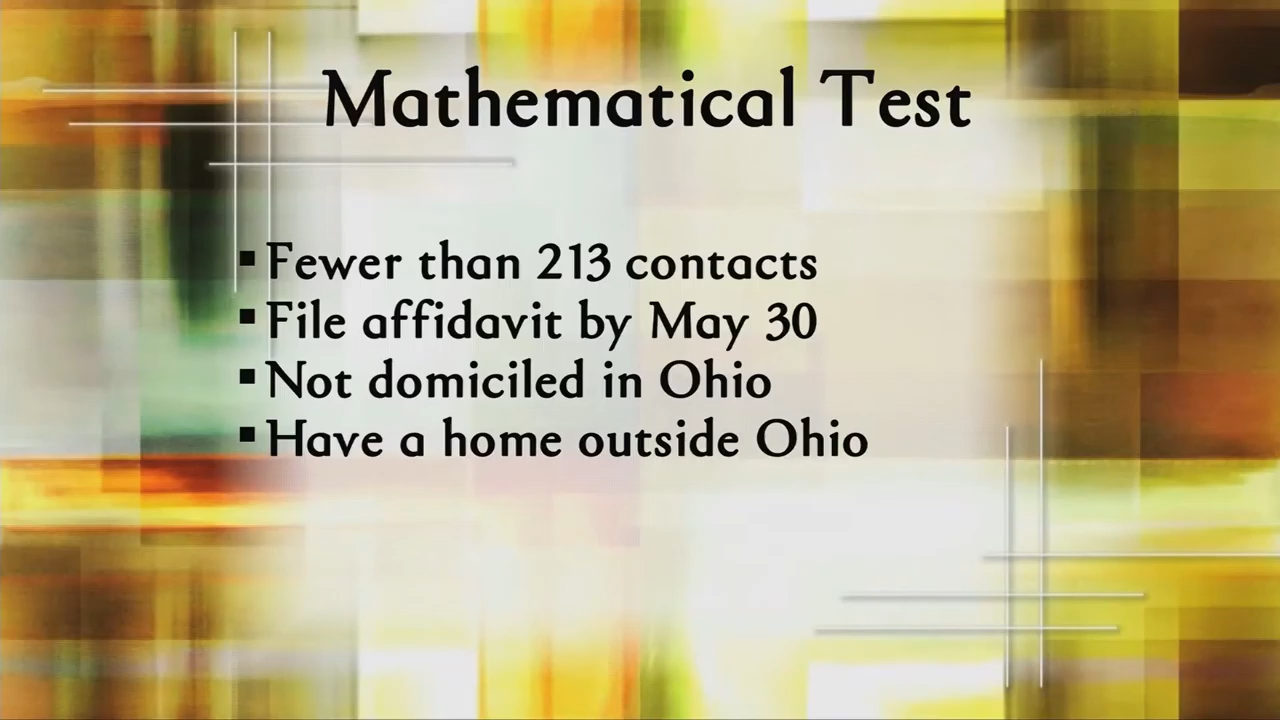 Mathematical Test
▪ Fewer than 213 contacts
▪ File affidavit by May 30
▪ Not domiciled in Ohio
▪ Have a home outside Ohio